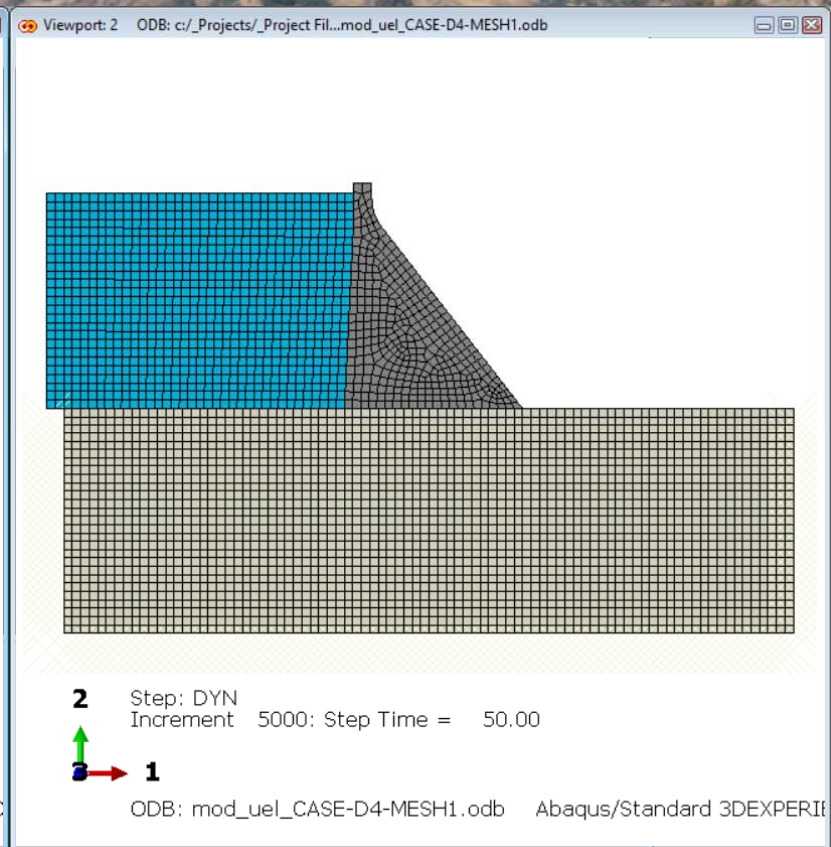 Viewport: 2 ODB: c:/_Projects/_Project Fil...mod_uel_CASE-D4-MESH1.odb
2
Step: DYN
Increment 5000: Step Time = 50.00
3 1
ODB: mod_uel_CASE-D4-MESH1.odb Abaqus/Standard